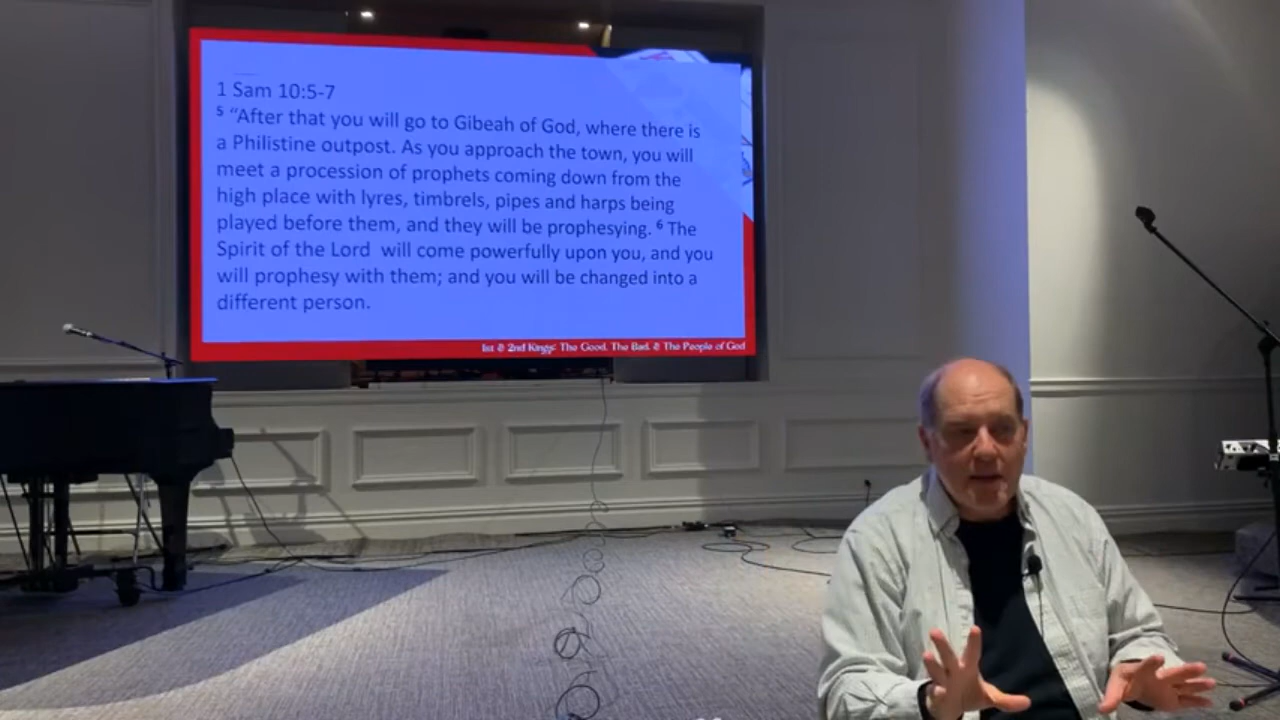 1 Sam 10:5-7
⁵ “After that you will go to Gibeah of God, where there is
a Philistine outpost. As you approach the town, you will
meet a procession of prophets coming down from the
high place with lyres, timbrels, pipes and harps being
played before them, and they will be prophesying. ⁶ The
Spirit of the Lord  will come powerfully upon you, and you
will prophesy with them; and you will be changed into a
different person.
1st & 2nd Kings: The Good, The Bad, & The People of God